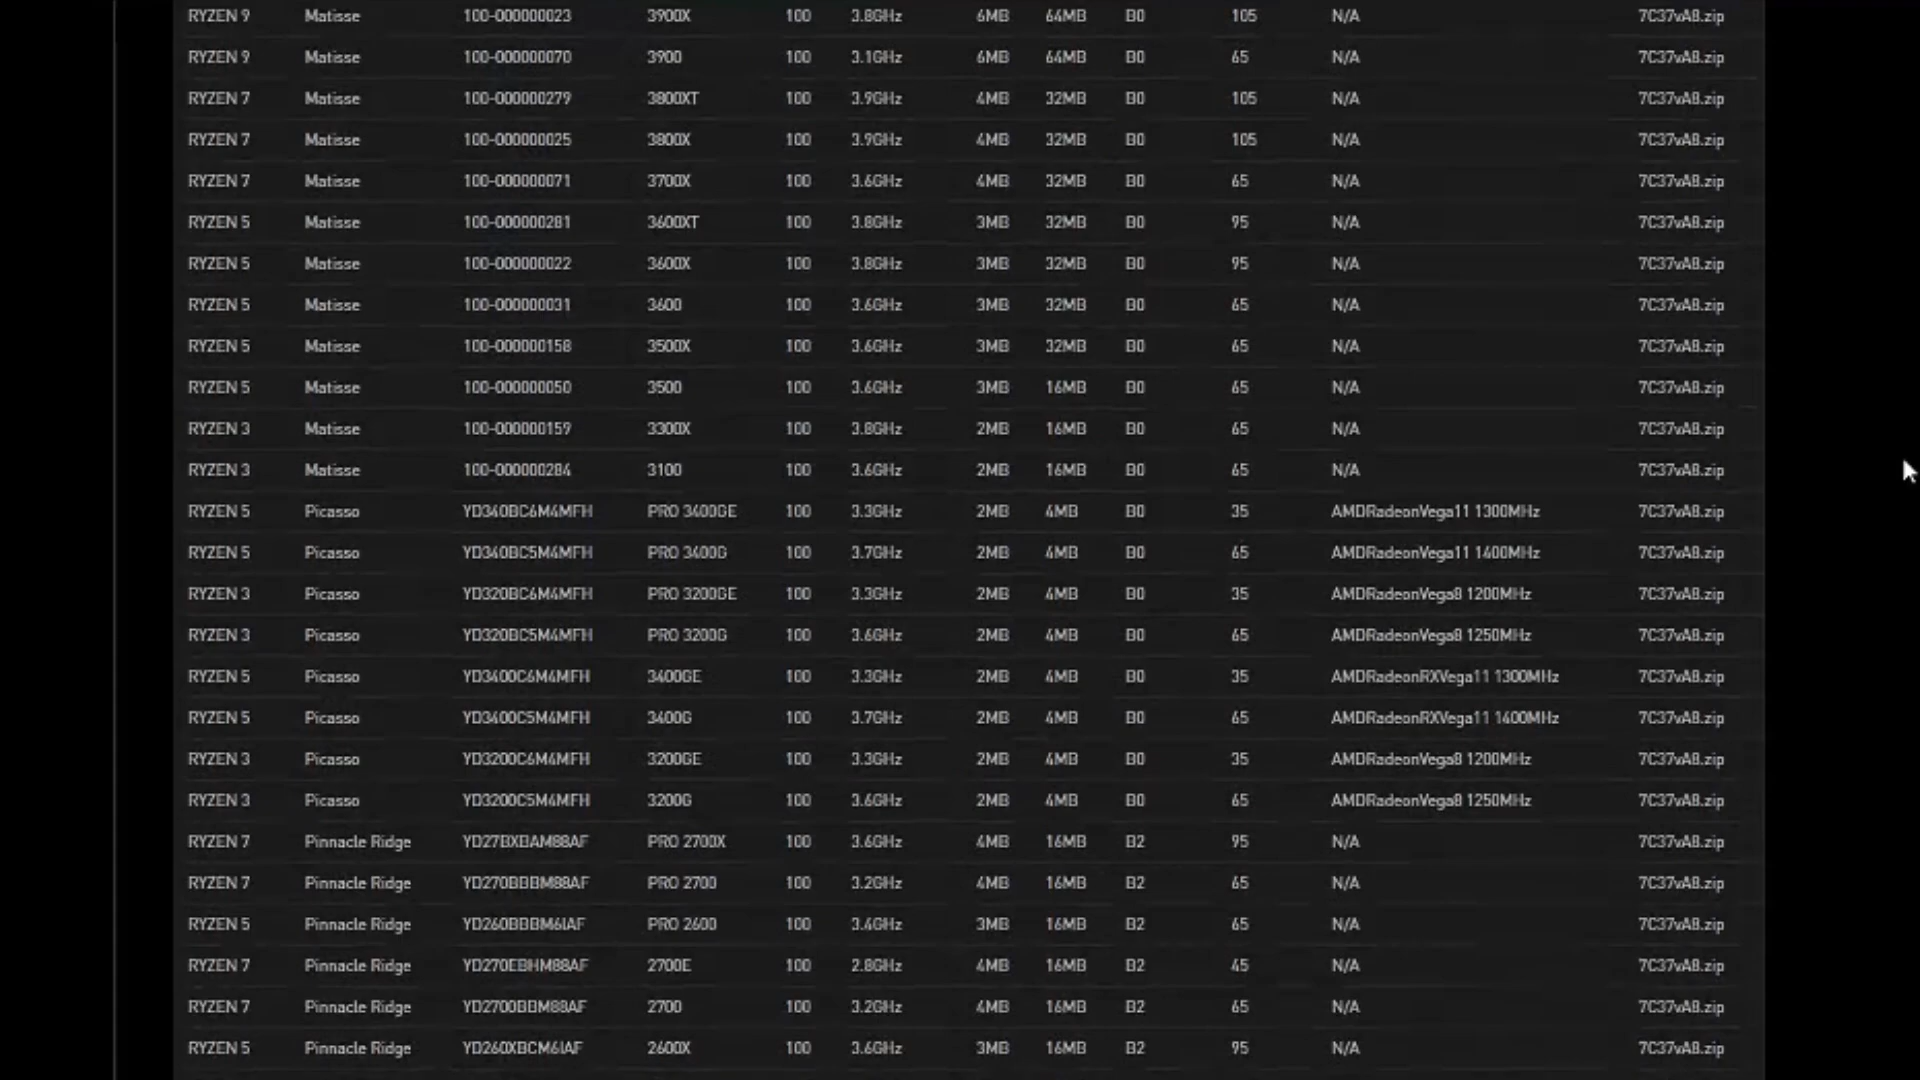 RYZEN 9 Matisse 100-000000023 3900X 100 3.8GHz 6MB 64MB B0 105 N/A 7C37vA8.zip
RYZEN 9 Matisse 100-000000070 3900 100 3.1GHz 6MB 64MB B0 65 N/A 7C37vA8.zip
RYZEN 7 Matisse 100-000000279 3800XT 100 3.9GHz 4MB 32MB B0 105 N/A 7C37vA8.zip
RYZEN 7 Matisse 100-000000025 3800X 100 3.9GHz 4MB 32MB B0 105 N/A 7C37vA8.zip
RYZEN 7 Matisse 100-000000071 3700X 100 3.6GHz 4MB 32MB B0 65 N/A 7C37vA8.zip
RYZEN 5 Matisse 100-000000281 3600XT 100 3.8GHz 3MB 32MB B0 95 N/A 7C37vA8.zip
RYZEN 5 Matisse 100-000000022 3600X 100 3.8GHz 3MB 32MB B0 95 N/A 7C37vA8.zip
RYZEN 5 Matisse 100-000000031 3600 100 3.6GHz 3MB 32MB B0 65 N/A 7C37vA8.zip
RYZEN 5 Matisse 100-000000158 3500X 100 3.6GHz 3MB 32MB B0 65 N/A 7C37vA8.zip
RYZEN 5 Matisse 100-000000050 3500 100 3.6GHz 3MB 16MB B0 65 N/A 7C37vA8.zip
RYZEN 3 Matisse 100-000000159 3300X 100 3.8GHz 2MB 16MB B0 65 N/A 7C37vA8.zip
RYZEN 3 Matisse 100-000000284 3100 100 3.6GHz 2MB 16MB B0 65 N/A 7C37vA8.zip
RYZEN 5 Picasso YD340BC6M4MFH PRO 3400GE 100 3.3GHz 2MB 4MB B0 35 AMDRadeonVega11 1300MHz 7C37vA8.zip
RYZEN 5 Picasso YD340BC5M4MFH PRO 3400G 100 3.7GHz 2MB 4MB B0 65 AMDRadeonVega11 1400MHz 7C37vA8.zip
RYZEN 3 Picasso YD320BC6M4MFH PRO 3200GE 100 3.3GHz 2MB 4MB B0 35 AMDRadeonVega8 1200MHz 7C37vA8.zip
RYZEN 3 Picasso YD320BC5M4MFH PRO 3200G 100 3.6GHz 2MB 4MB B0 65 AMDRadeonVega8 1250MHz 7C37vA8.zip
RYZEN 5 Picasso YD3400C6M4MFH 3400GE 100 3.3GHz 2MB 4MB B0 35 AMDRadeonRXVega11 1300MHz 7C37vA8.zip
RYZEN 5 Picasso YD3400C5M4MFH 3400G 100 3.7GHz 2MB 4MB B0 65 AMDRadeonRXVega11 1400MHz 7C37vA8.zip
RYZEN 3 Picasso YD3200C6M4MFH 3200GE 100 3.3GHz 2MB 4MB B0 35 AMDRadeonVega8 1200MHz 7C37vA8.zip
RYZEN 3 Picasso YD3200C5M4MFH 3200G 100 3.6GHz 2MB 4MB B0 65 AMDRadeonVega8 1250MHz 7C37vA8.zip
RYZEN 7 Pinnacle Ridge YD27BXBAM88AF PRO 2700X 100 3.6GHz 4MB 16MB B2 95 N/A 7C37vA8.zip
RYZEN 7 Pinnacle Ridge YD270BBBM88AF PRO 2700 100 3.2GHz 4MB 16MB B2 65 N/A 7C37vA8.zip
RYZEN 5 Pinnacle Ridge YD260BBBM6IAF PRO 2600 100 3.4GHz 3MB 16MB B2 65 N/A 7C37vA8.zip
RYZEN 7 Pinnacle Ridge YD270EBHM88AF 2700E 100 2.8GHz 4MB 16MB B2 45 N/A 7C37vA8.zip
RYZEN 7 Pinnacle Ridge YD2700BBM88AF 2700 100 3.2GHz 4MB 16MB B2 65 N/A 7C37vA8.zip
RYZEN 5 Pinnacle Ridge YD260XBCM6IAF 2600X 100 3.6GHz 3MB 16MB B2 95 N/A 7C37vA8.zip